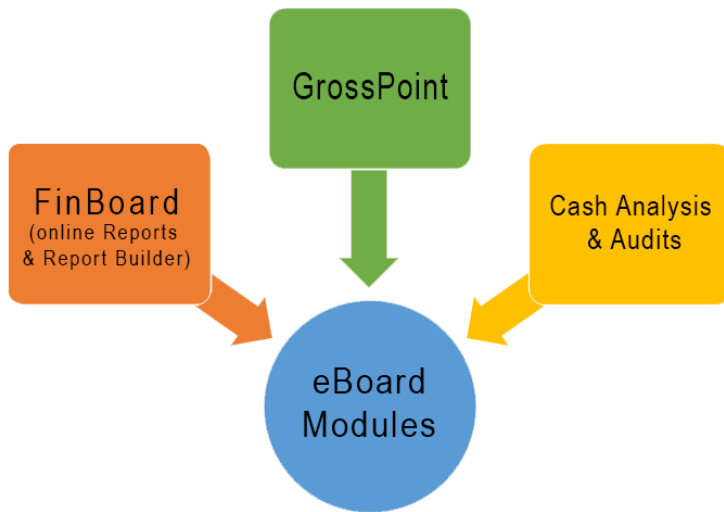 GrossPoint
FinBoard
(online Reports
& Report Builder)
Cash Analysis
& Audits
eBoard
Modules